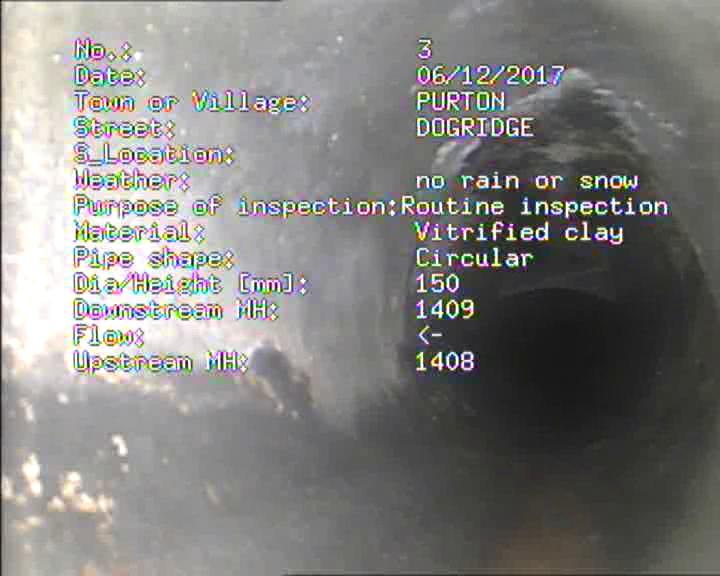 No.: 3
Date: 06/12/2017
Town or Village: PURTON
Street: DOGRIDGE
S_Location:
Weather: no rain or snow
Purpose of inspection:Routine inspection
Material: Vitrified clay
Pipe shape: Circular
Dia/Height [mm]: 150
Downstream MH: 1409
Flow: <-
Upstream MH: 1408